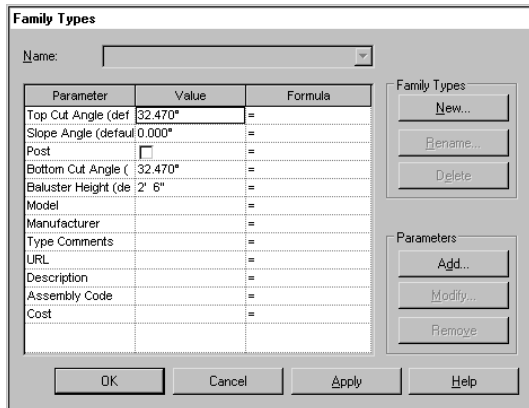 Family Types
Name:
Parameter Value Formula
Top Cut Angle (def 32.470° =
Slope Angle (defaul 0.000° =
Post =
Bottom Cut Angle ( 32.470° =
Baluster Height (de 2' 6" =
Model =
Manufacturer =
Type Comments =
URL =
Description =
Assembly Code =
Cost =
Family Types
New...
Rename...
Delete
Parameters
Add...
Modify...
Remove
OK Cancel Apply Help